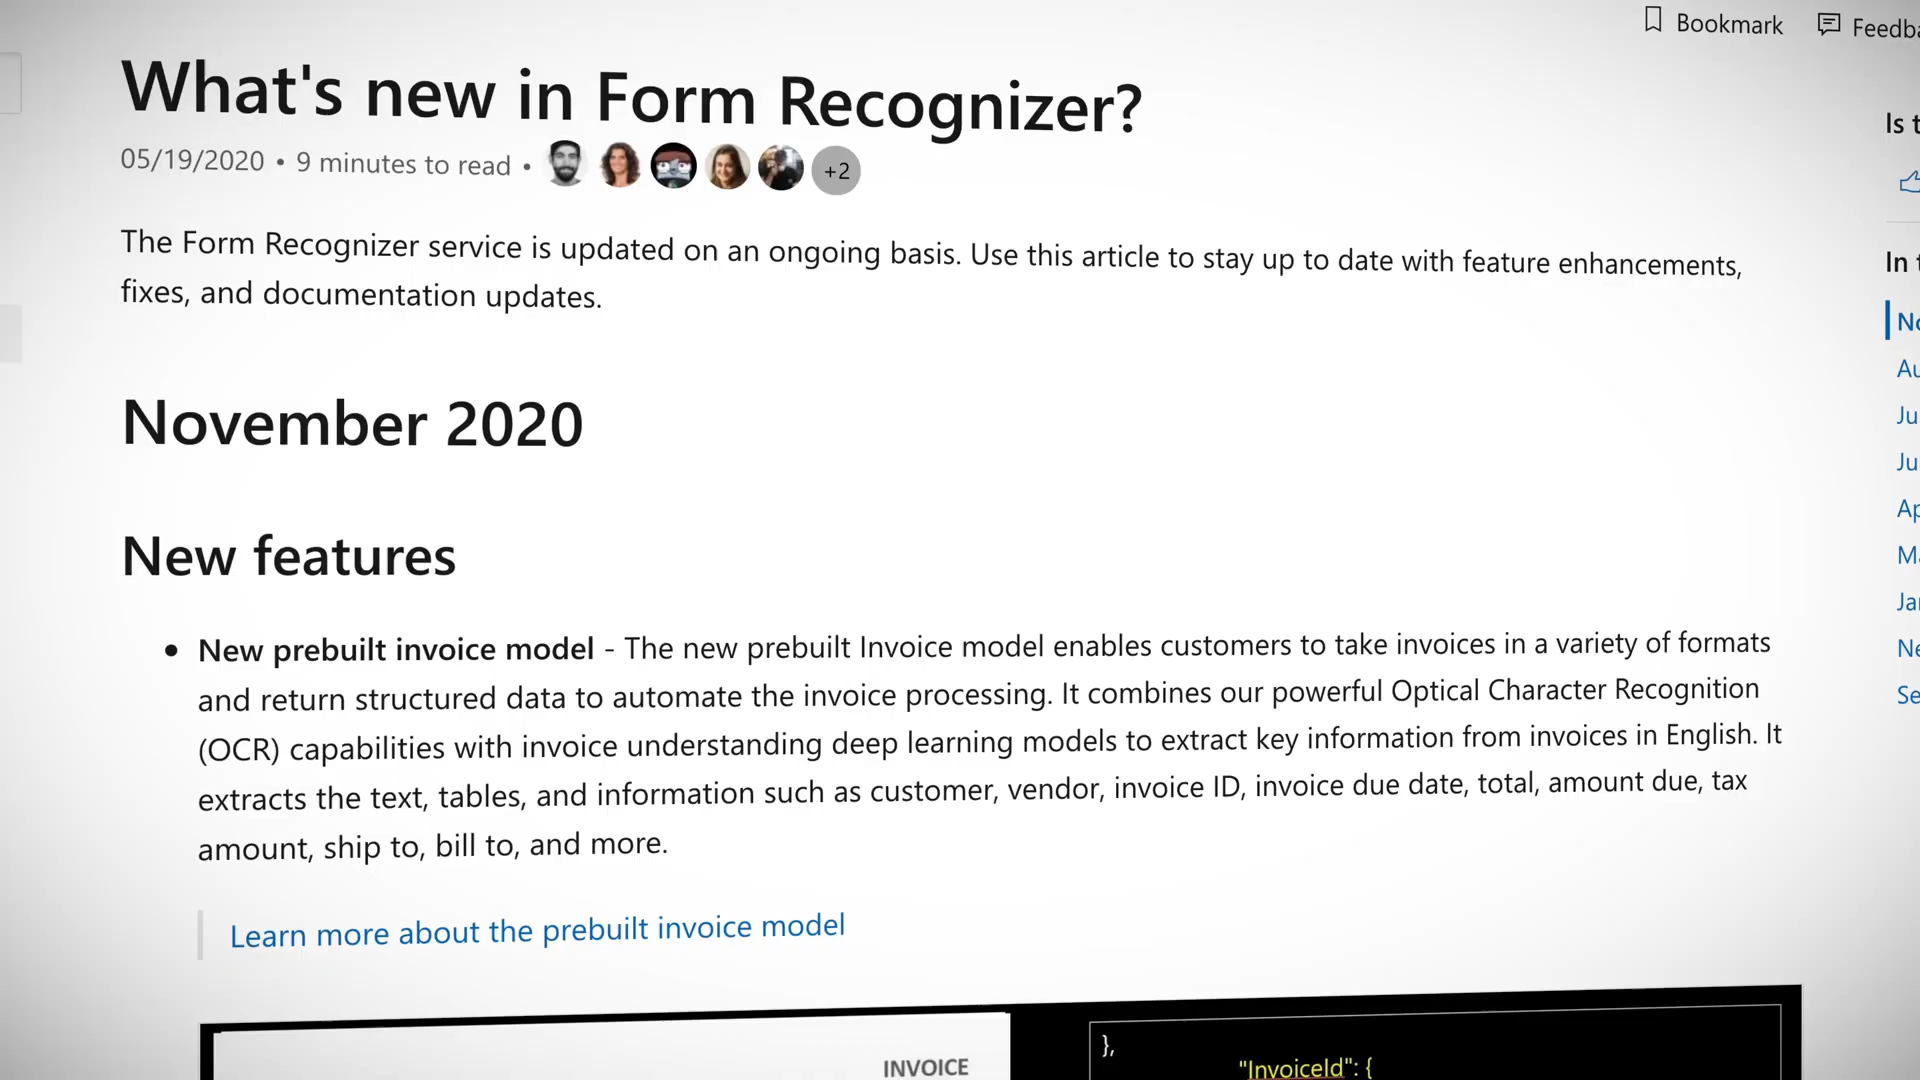 Bookmark
What's new in Form Recognizer?
05/19/2020 • 9 minutes to read •
+2
The Form Recognizer service is updated on an ongoing basis. Use this article to stay up to date with feature enhancements,
fixes, and documentation updates.
November 2020
New features
• New prebuilt invoice model - The new prebuilt Invoice model enables customers to take invoices in a variety of formats
and return structured data to automate the invoice processing. It combines our powerful Optical Character Recognition
(OCR) capabilities with invoice understanding deep learning models to extract key information from invoices in English. It
extracts the text, tables, and information such as customer, vendor, invoice ID, invoice due date, total, amount due, tax
amount, ship to, bill to, and more.
Learn more about the prebuilt invoice model
INVOICE
},
"InvoiceId": {
Is
In